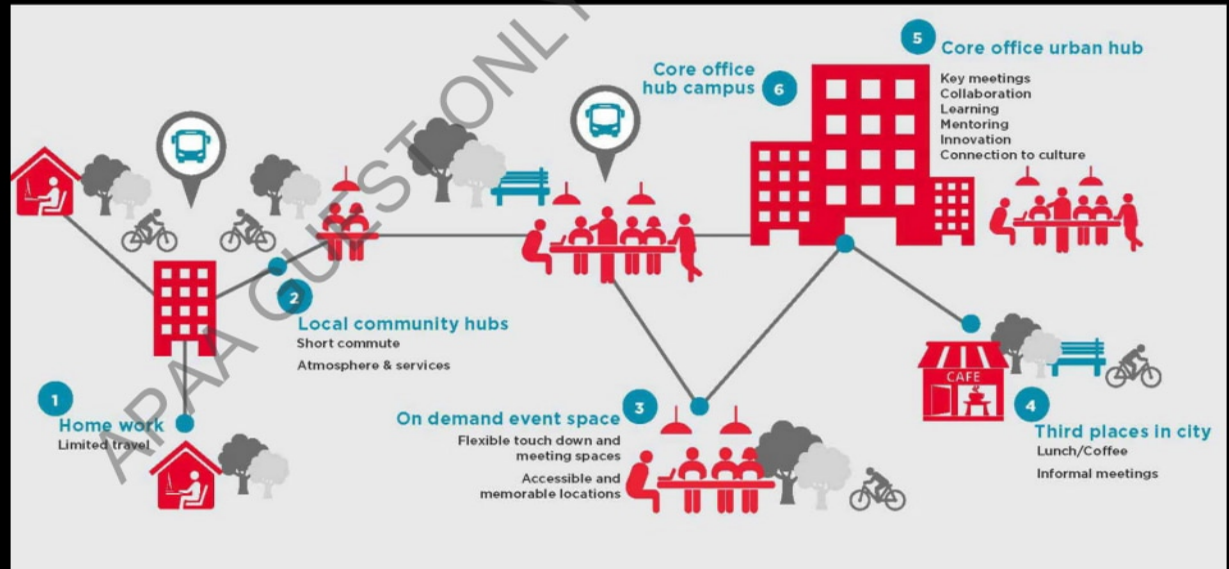 APAA GUEST ONLY
5
Core office urban hub
Key meetings
Collaboration
Learning
Mentoring
Innovation
Connection to culture
Core office
hub campus
6
2
Local community hubs
Short commute
Atmosphere & services
1
Home work
Limited travel
On demand event space
3
Flexible touch down and
meeting spaces
Accessible and
memorable locations
CAFE
4
Third places in city
Lunch/Coffee
Informal meetings